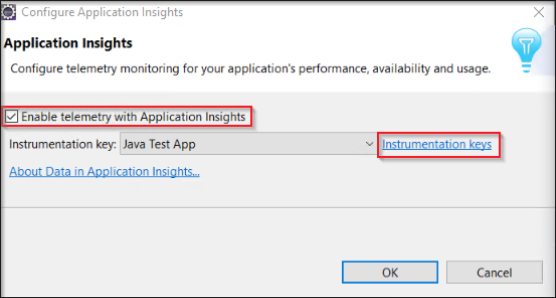 Configure Application Insights
Application Insights
Configure telemetry monitoring for your application's performance, availability and usage.
Enable telemetry with Application Insights
Instrumentation key: Java Test App Instrumentation keys
About Data in Application Insights...
OK Cancel